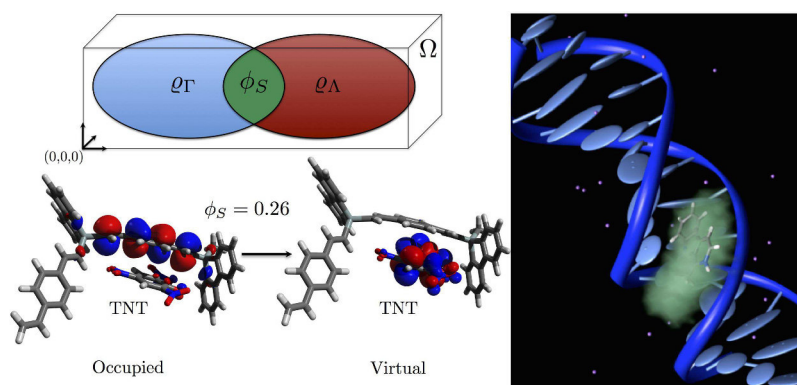 Ω
ϱΓ ϕS ϱΛ
(0,0,0)
ϕS = 0.26
TNT TNT
Occupied Virtual